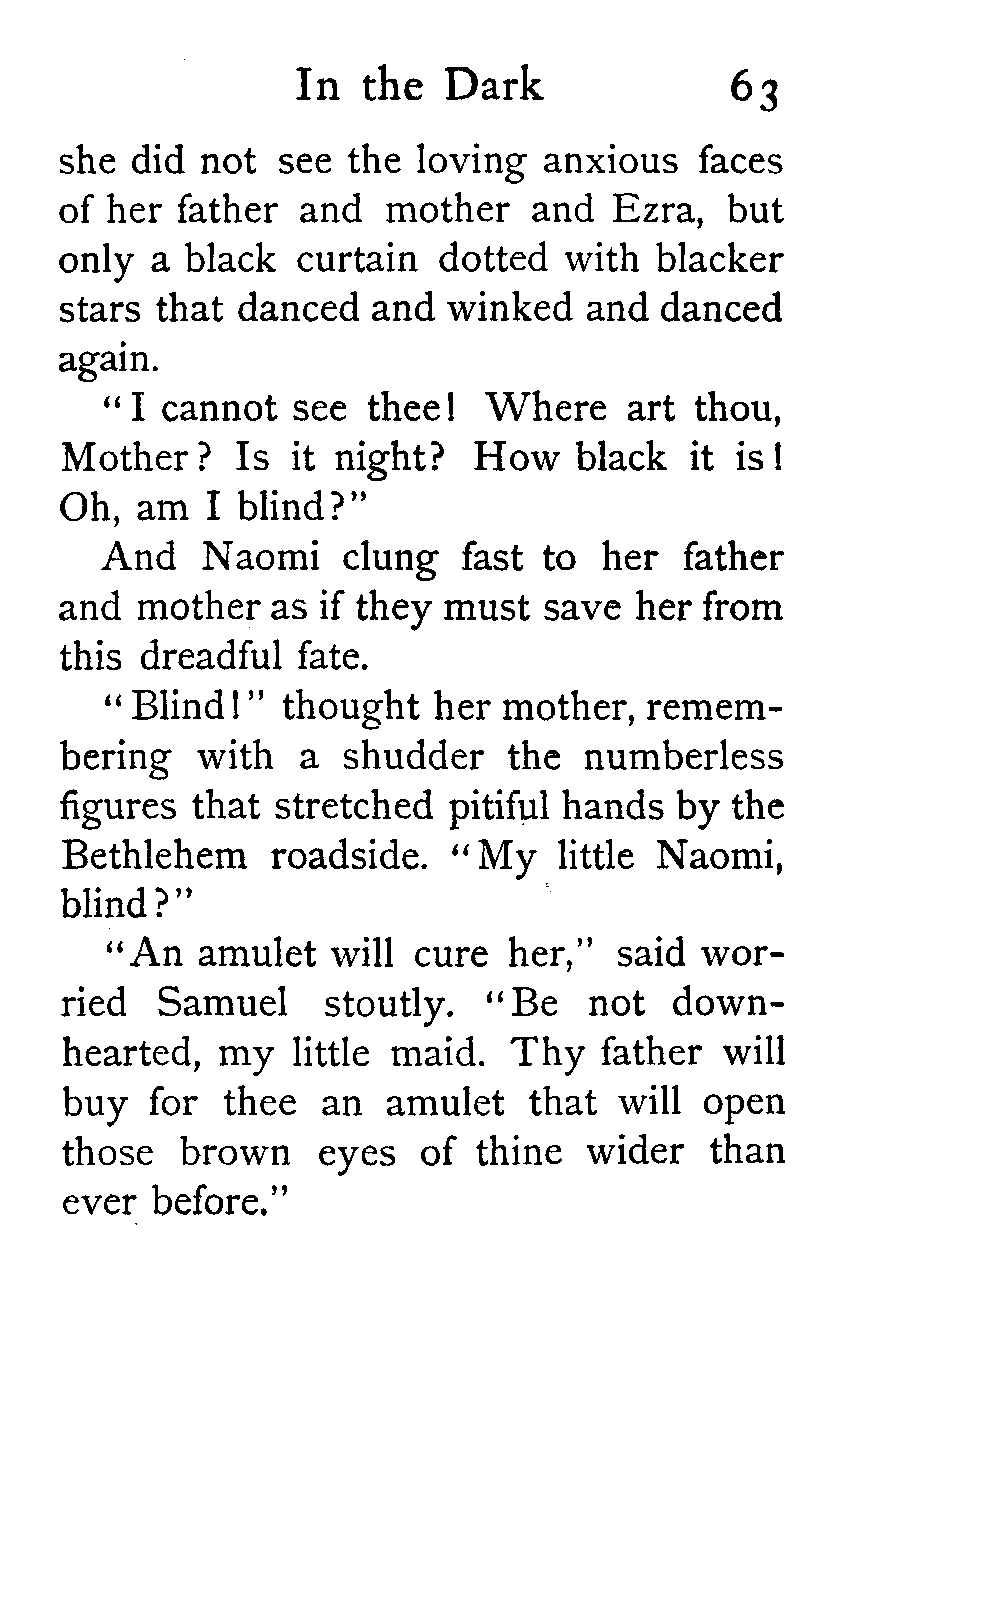 In the Dark 63
she did not see the loving anxious faces
of her father and mother and Ezra, but
only a black curtain dotted with blacker
stars that danced and winked and danced
again.
"I cannot see thee! Where art thou,
Mother? Is it night? How black it is!
Oh, am I blind?"
And Naomi clung fast to her father
and mother as if they must save her from
this dreadful fate.
"Blind!" thought her mother, remem-
bering with a shudder the numberless
figures that stretched pitiful hands by the
Bethlehem roadside. "My little Naomi,
blind?"
"An amulet will cure her," said wor-
ried Samuel stoutly. "Be not down-
hearted, my little maid. Thy father will
buy for thee an amulet that will open
those brown eyes of thine wider than
ever before."